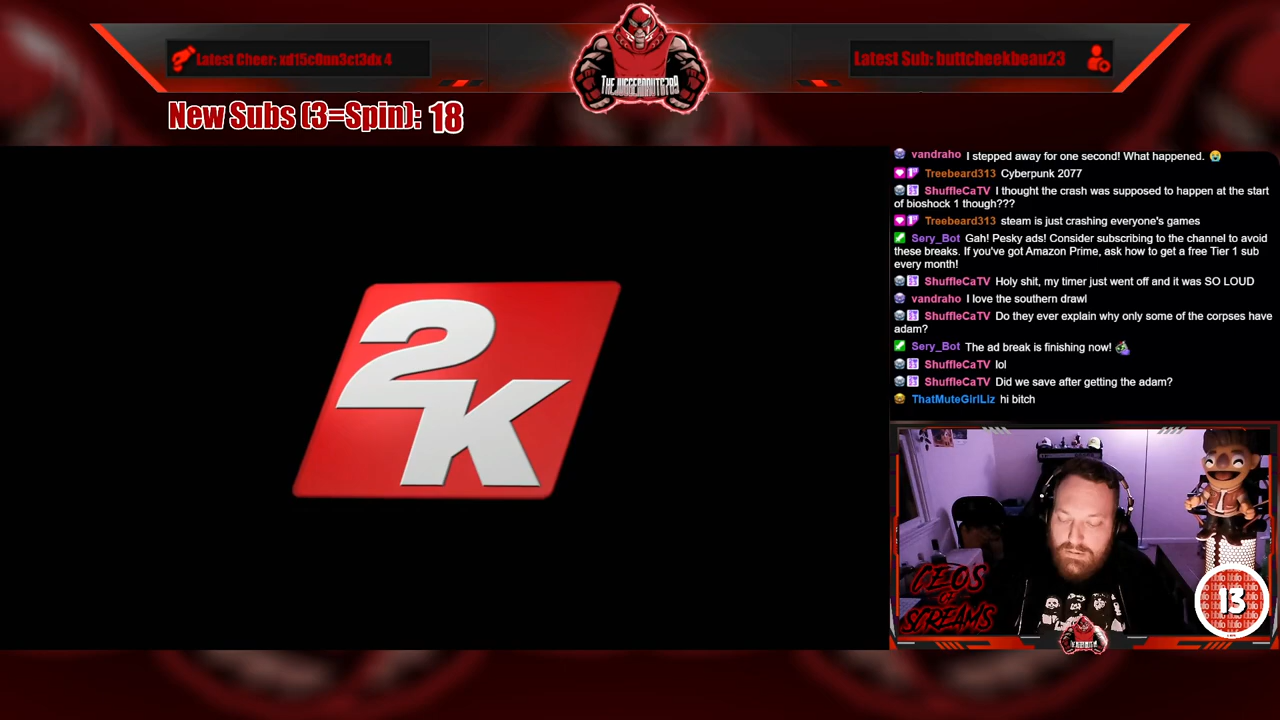 Latest Cheer: xd15c0nn3ct3dx 4
THEJUGGERNAUT6789
Latest Sub: buttcheekbeau23
New Subs (3=Spin): 18
vandraho I stepped away for one second! What happened.
Treebeard313 Cyberpunk 2077
ShuffleCaTV I thought the crash was supposed to happen at the start
of bioshock 1 though???
Treebeard313 steam is just crashing everyone's games
Sery_Bot Gah! Pesky ads! Consider subscribing to the channel to avoid
these breaks. If you've got Amazon Prime, ask how to get a free Tier 1 sub
every month!
ShuffleCaTV Holy shit, my timer just went off and it was SO LOUD
vandraho I love the southern drawl
ShuffleCaTV Do they ever explain why only some of the corpses have
adam?
Sery_Bot The ad break is finishing now!
ShuffleCaTV lol
ShuffleCaTV Did we save after getting the adam?
ThatMuteGirlLiz hi bitch
2K
CEOS
OF
SCREAMS
13